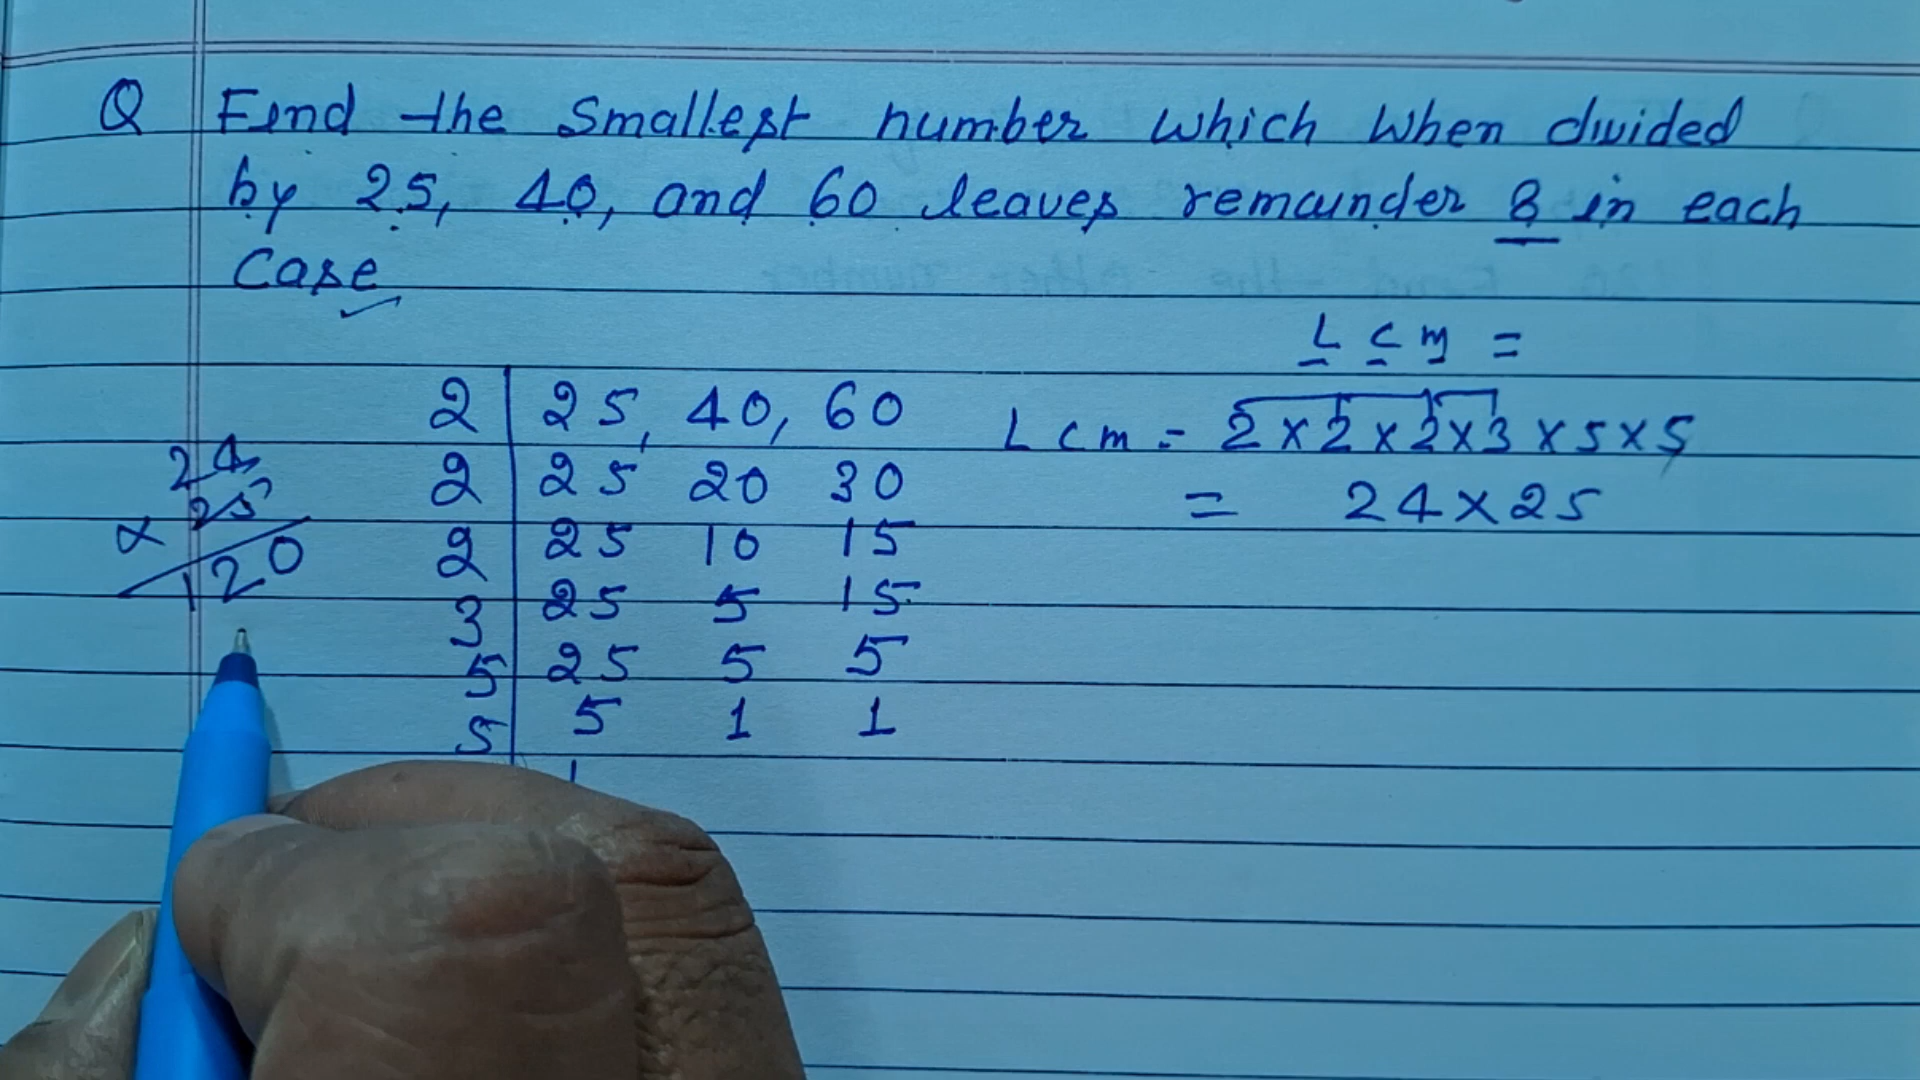 Q Find the Smallest number which when divided
by 25, 40, and 60 leaves remainder 8 in each
Case
LCM =
2 | 25, 40, 60
LCM = 2×2×2×3×5×5
2 | 25 20 30
= 24×25
2 | 25 10 15
3 | 25 5 15
5 | 25 5 5
5 | 5 1 1
1
24
× 25
120